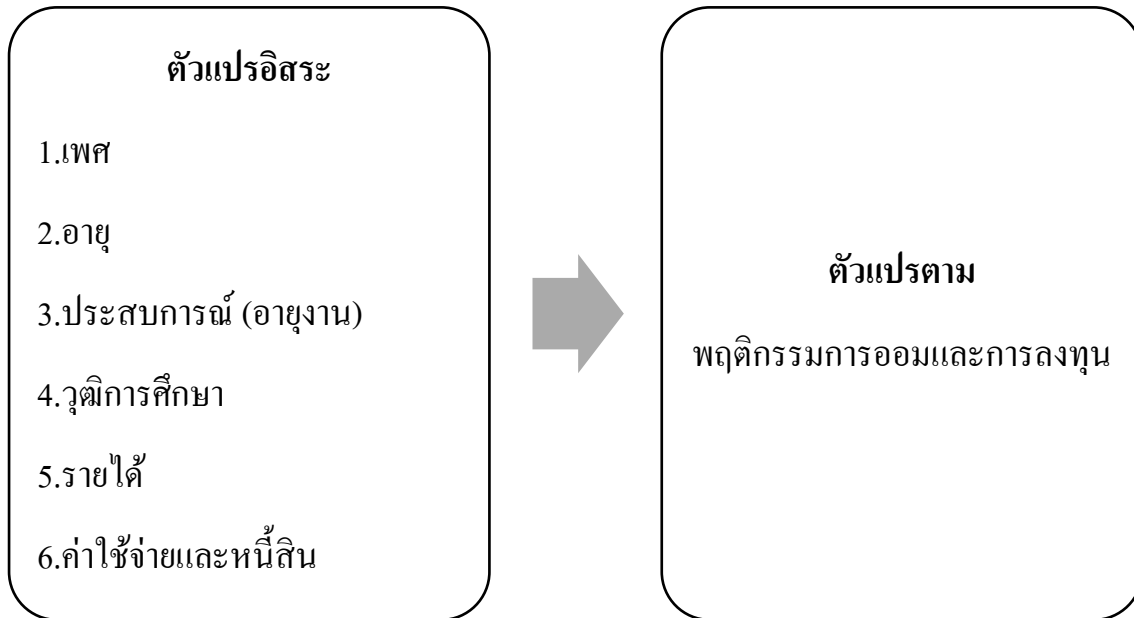 ตัวแปรอิสระ
1.เพศ
2.อายุ
3.ประสบการณ์ (อายุงาน)
4.วุฒิการศึกษา
5.รายได้
6.ค่าใช้จ่ายและหนี้สิน
ตัวแปรตาม
พฤติกรรมการออมและการลงทุน